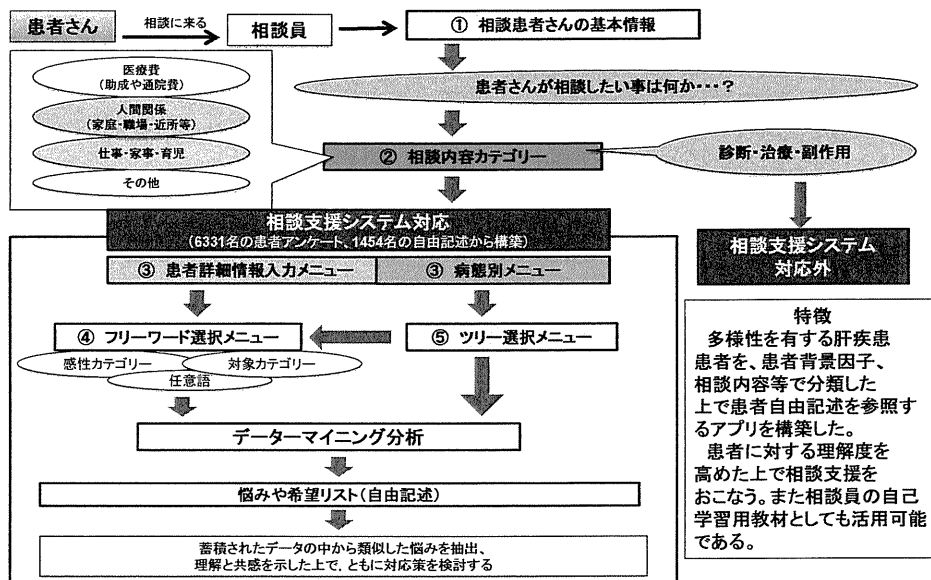 患者さん
相談に来る
相談員
① 相談患者さんの基本情報
医療費
(助成や通院費)
人間関係
(家庭・職場・近所等)
仕事・家事・育児
その他
患者さんが相談したい事は何か・・・?
② 相談内容カテゴリー
診断・治療・副作用
相談支援システム対応
(6331名の患者アンケート、1454名の自由記述から構築)
相談支援システム
対応外
③ 患者詳細情報入力メニュー
③ 病態別メニュー
④ フリーワード選択メニュー
⑤ ツリー選択メニュー
感性カテゴリー
対象カテゴリー
任意語
データーマイニング分析
悩みや希望リスト(自由記述)
蓄積されたデータの中から類似した悩みを抽出、
理解と共感を示した上で、ともに対応策を検討する
特徴
多様性を有する肝疾患
患者を、患者背景因子、
相談内容等で分類した
上で患者自由記述を参照す
るアプリを構築した。
患者に対する理解度を
高めた上で相談支援を
おこなう。また相談員の自己
学習用教材としても活用可能
である。